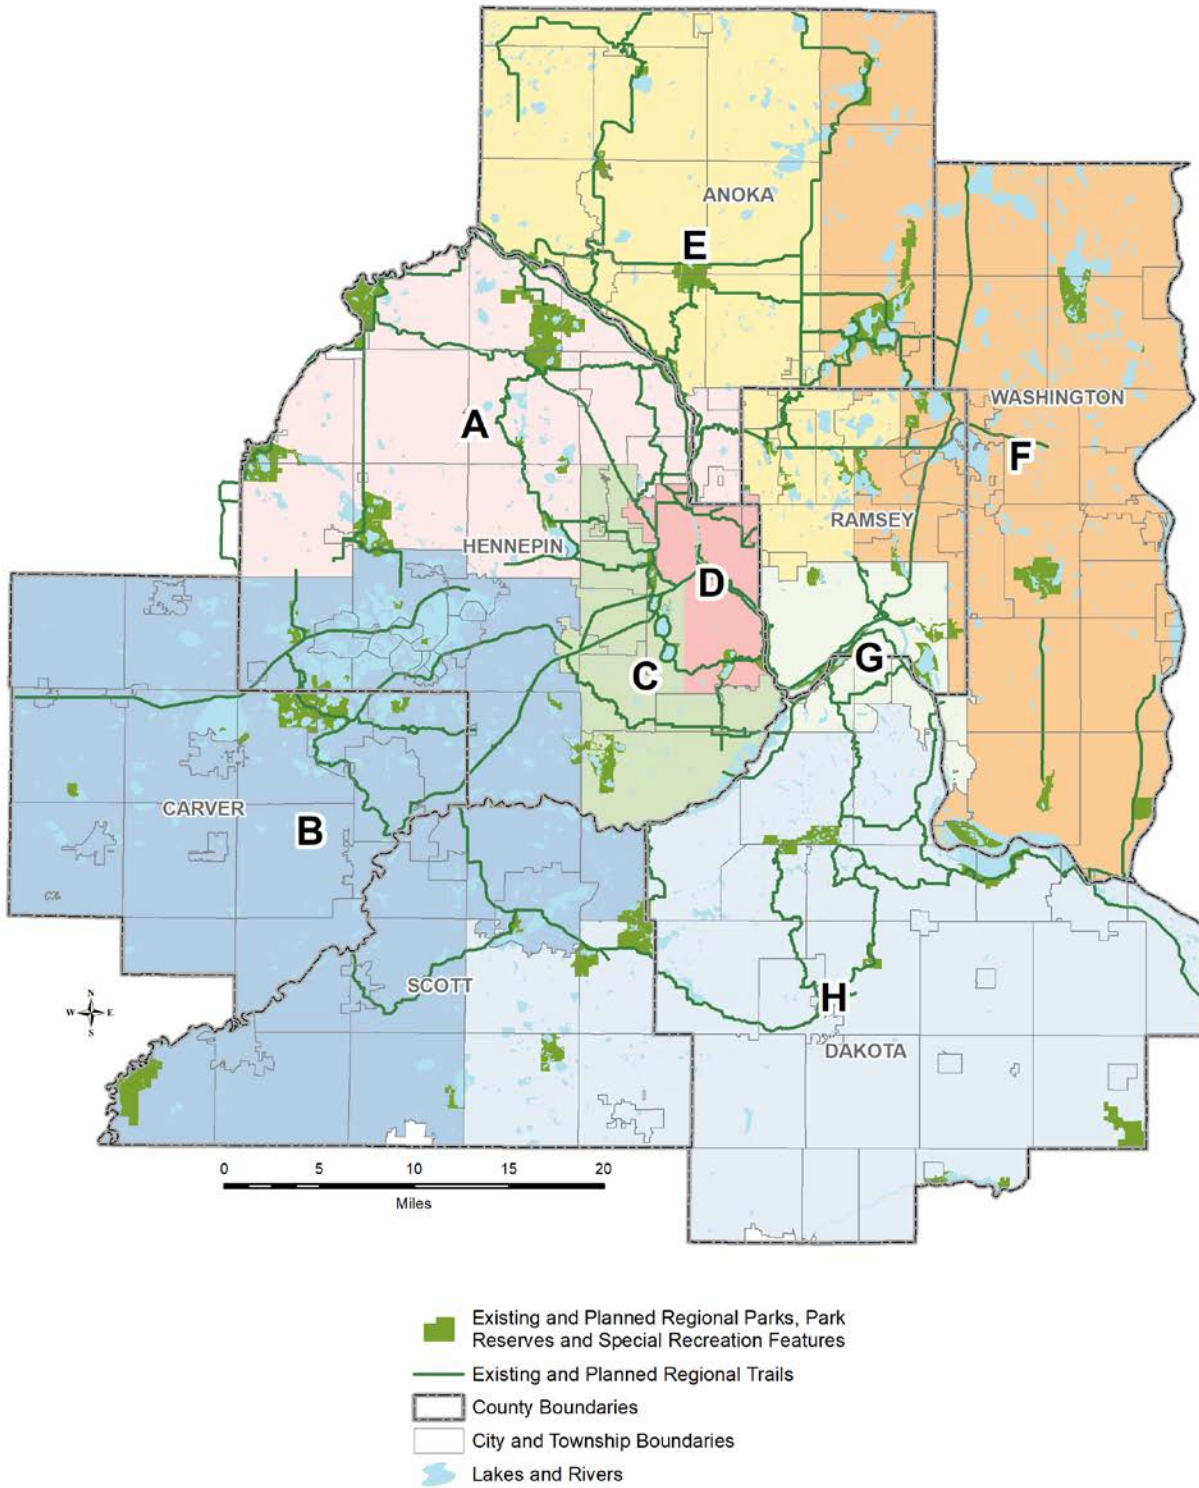 ANOKA
E
WASHINGTON
A
F
RAMSEY
HENNEPIN
D
G
C
CARVER
B
SCOTT
H
DAKOTA
N
W E
S
0 5 10 15 20
Miles
Existing and Planned Regional Parks, Park
Reserves and Special Recreation Features
Existing and Planned Regional Trails
County Boundaries
City and Township Boundaries
Lakes and Rivers